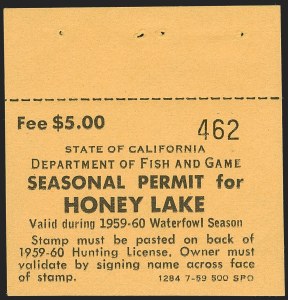 Fee $5.00 462
STATE OF CALIFORNIA
DEPARTMENT OF FISH AND GAME
SEASONAL PERMIT for
HONEY LAKE
Valid during 1959-60 Waterfowl Season
Stamp must be pasted on back of
1959-60 Hunting License, Owner must
validate by signing name across face
of stamp. 1284 7-59 500 SPO